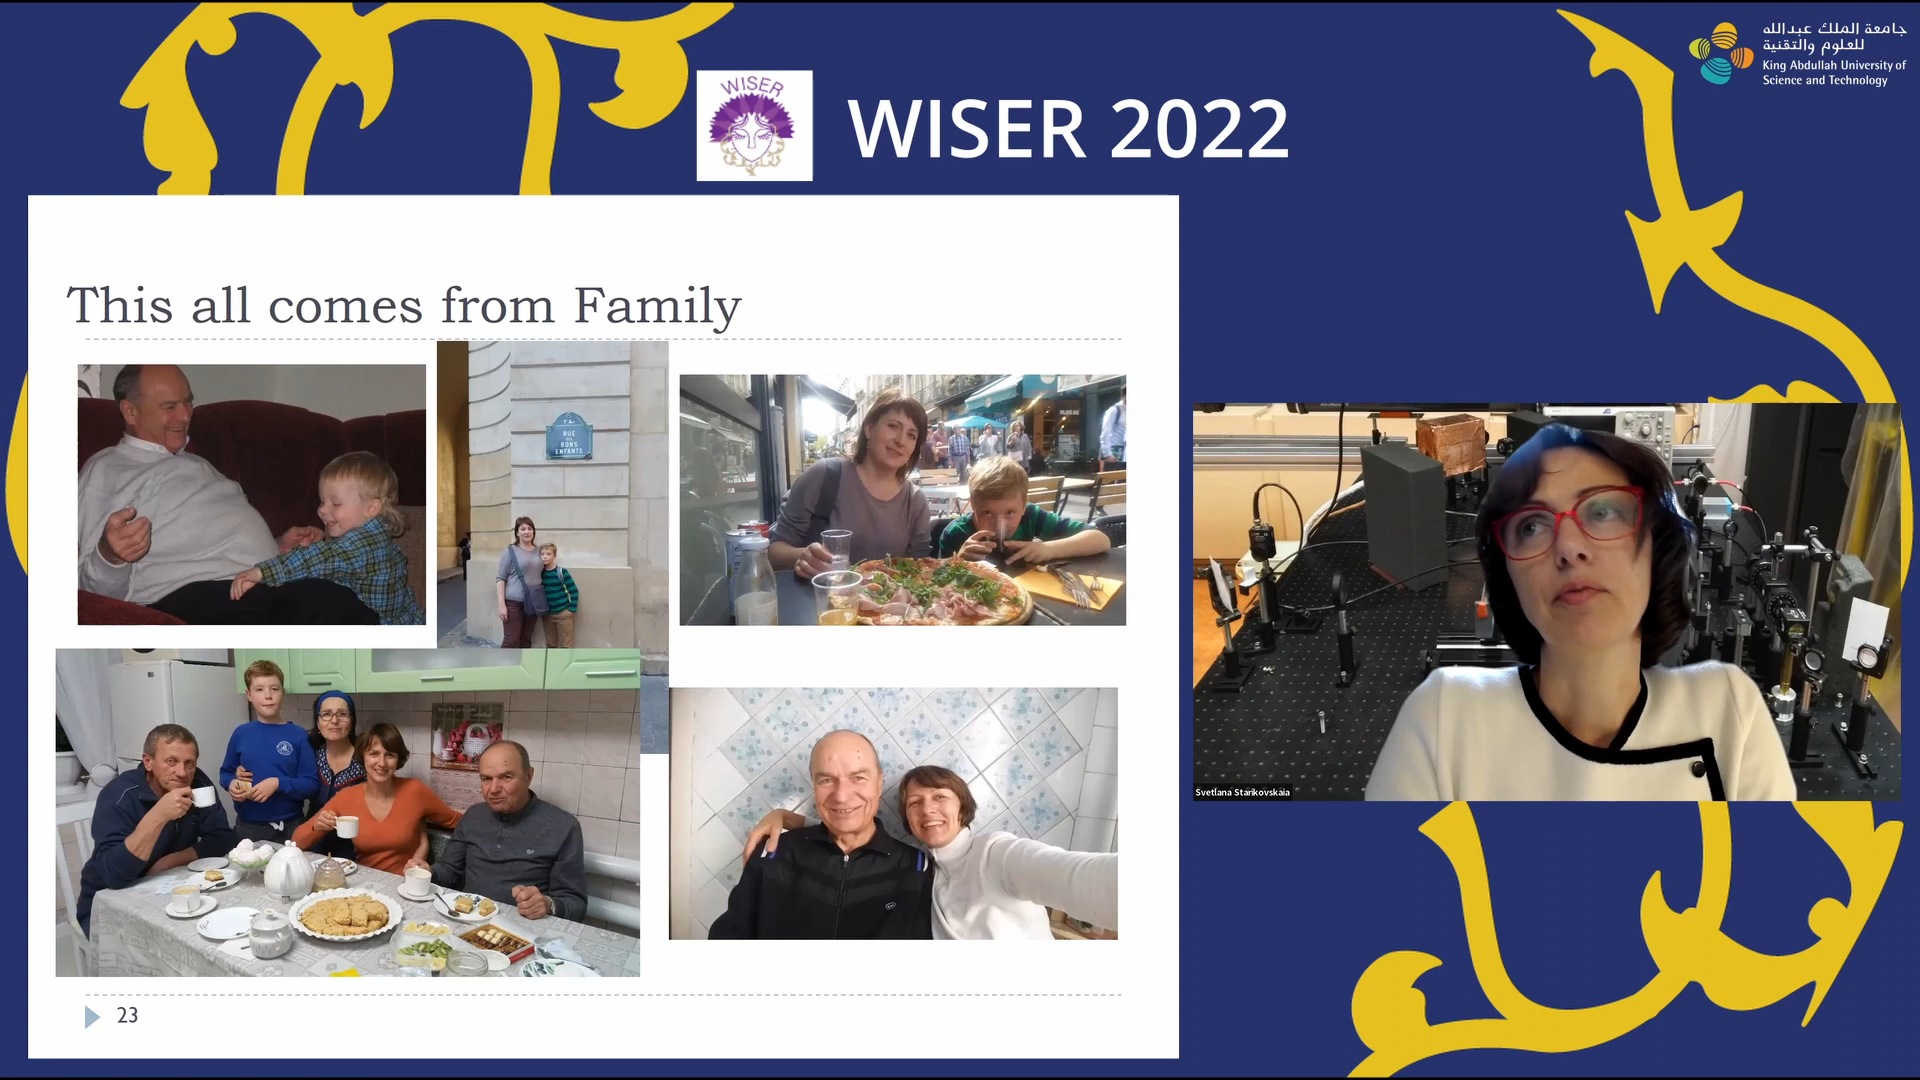 جامعة الملك عبدالله
للعلوم والتقنية
King Abdullah University of
Science and Technology
WISER
WISER 2022
This all comes from Family
RUE
DES
BONS
ENFANTS
Svetlana Starikovskaia
23